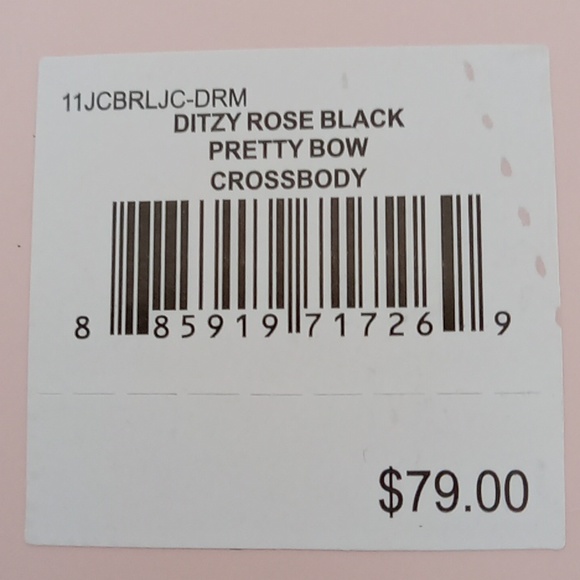 11JCBRLJC-DRM
DITZY ROSE BLACK
PRETTY BOW
CROSSBODY
8 85919 71726 9
$79.00